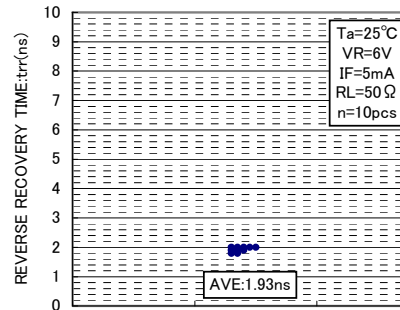 REVERSE RECOVERY TIME:trr(ns)
10
9
8
7
6
5
4
3
2
1
0
Ta=25℃
VR=6V
IF=5mA
RL=50Ω
n=10pcs
AVE:1.93ns